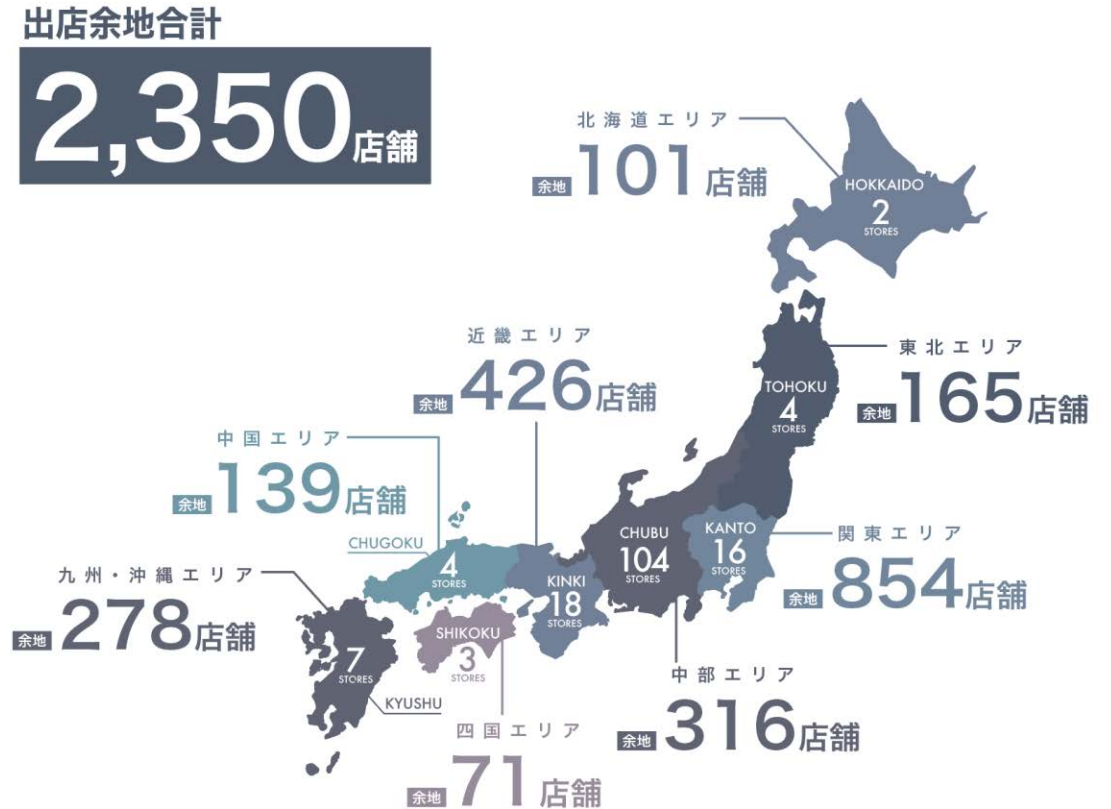 出店余地合計
2,350店舗
北海道エリア
余地 101店舗
HOKKAIDO
2
STORES
東北エリア
余地 165店舗
TOHOKU
4
STORES
近畿エリア
余地 426店舗
中国エリア
余地 139店舗
CHUGOKU
4
STORES
CHUBU
104
STORES
KANTO
16
STORES
関東エリア
余地 854店舗
KINKI
18
STORES
九州・沖縄エリア
余地 278店舗
SHIKOKU
3
STORES
7
STORES
KYUSHU
中部エリア
余地 316店舗
四国エリア
余地 71店舗